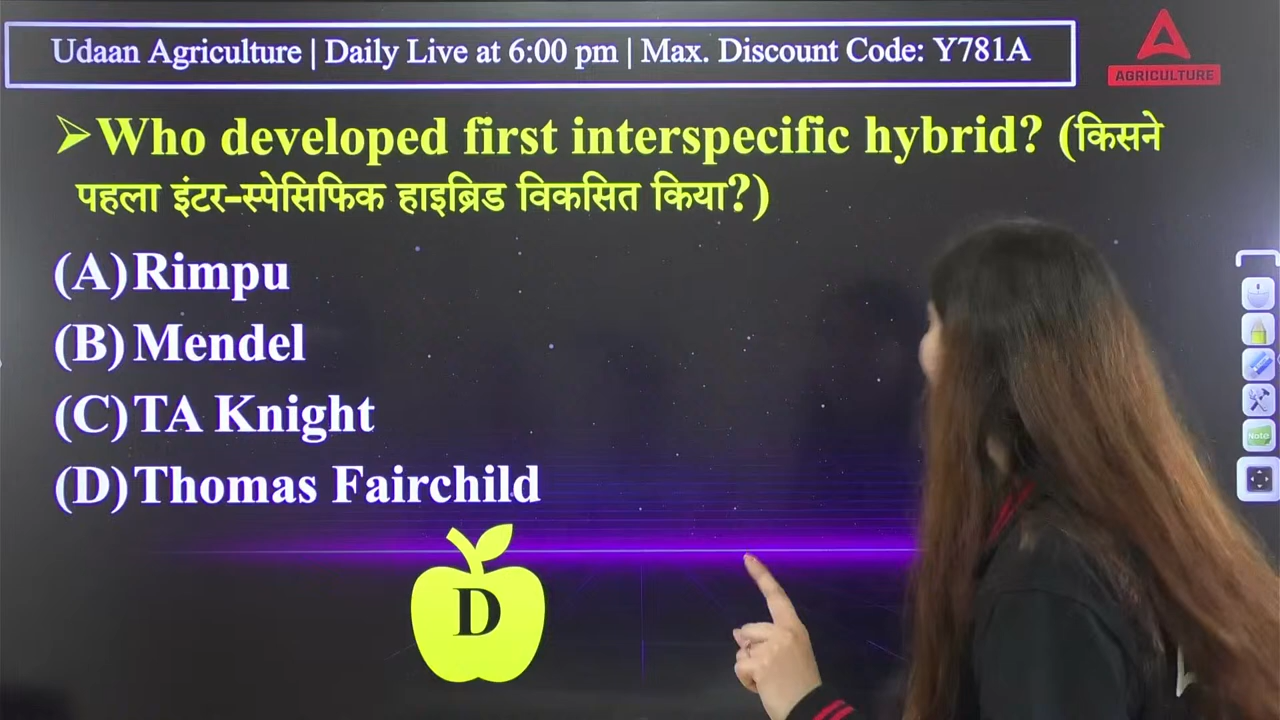 Udaan Agriculture | Daily Live at 6:00 pm | Max. Discount Code: Y781A
AGRICULTURE
➢Who developed first interspecific hybrid? (किसने
पहला इंटर-स्पेसिफिक हाइब्रिड विकसित किया?)
(A) Rimpu
(B) Mendel
(C) TA Knight
(D) Thomas Fairchild
Note
D